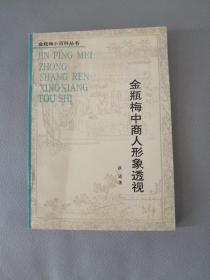 金瓶梅小百科丛书
JIN PING MEI
ZHONG
SHANG REN
XING XIANG
TOU SHI
金瓶梅中商人形象透视